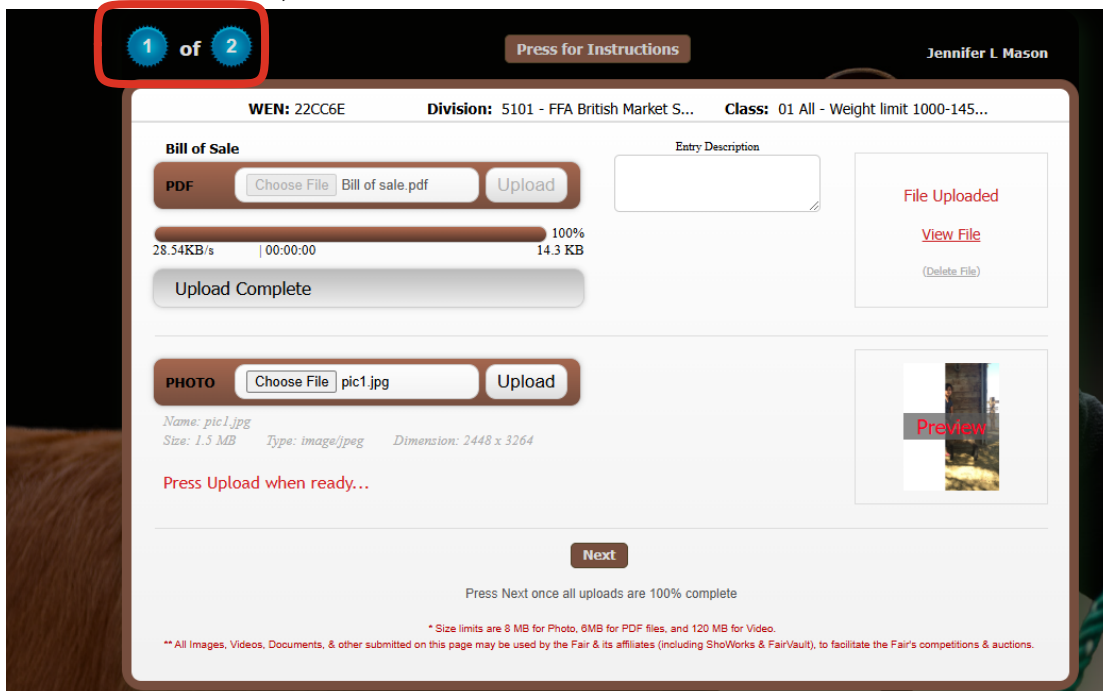 1 of 2
Press for Instructions
Jennifer L Mason
WEN: 22CC6E Division: 5101 - FFA British Market S... Class: 01 All - Weight limit 1000-145...
Bill of Sale
Entry Description
PDF Choose File Bill of sale.pdf Upload
File Uploaded
View File
(Delete File)
100%
28.54KB/s | 00:00:00 14.3 KB
Upload Complete
PHOTO Choose File pic1.jpg Upload
Name: pic1.jpg
Size: 1.5 MB Type: image/jpeg Dimension: 2448 x 3264
Preview
Press Upload when ready...
Next
Press Next once all uploads are 100% complete
* Size limits are 8 MB for Photo, 6MB for PDF files, and 120 MB for Video.
** All Images, Videos, Documents, & other submitted on this page may be used by the Fair & its affiliates (including ShoWorks & FairVault), to facilitate the Fair's competitions & auctions.